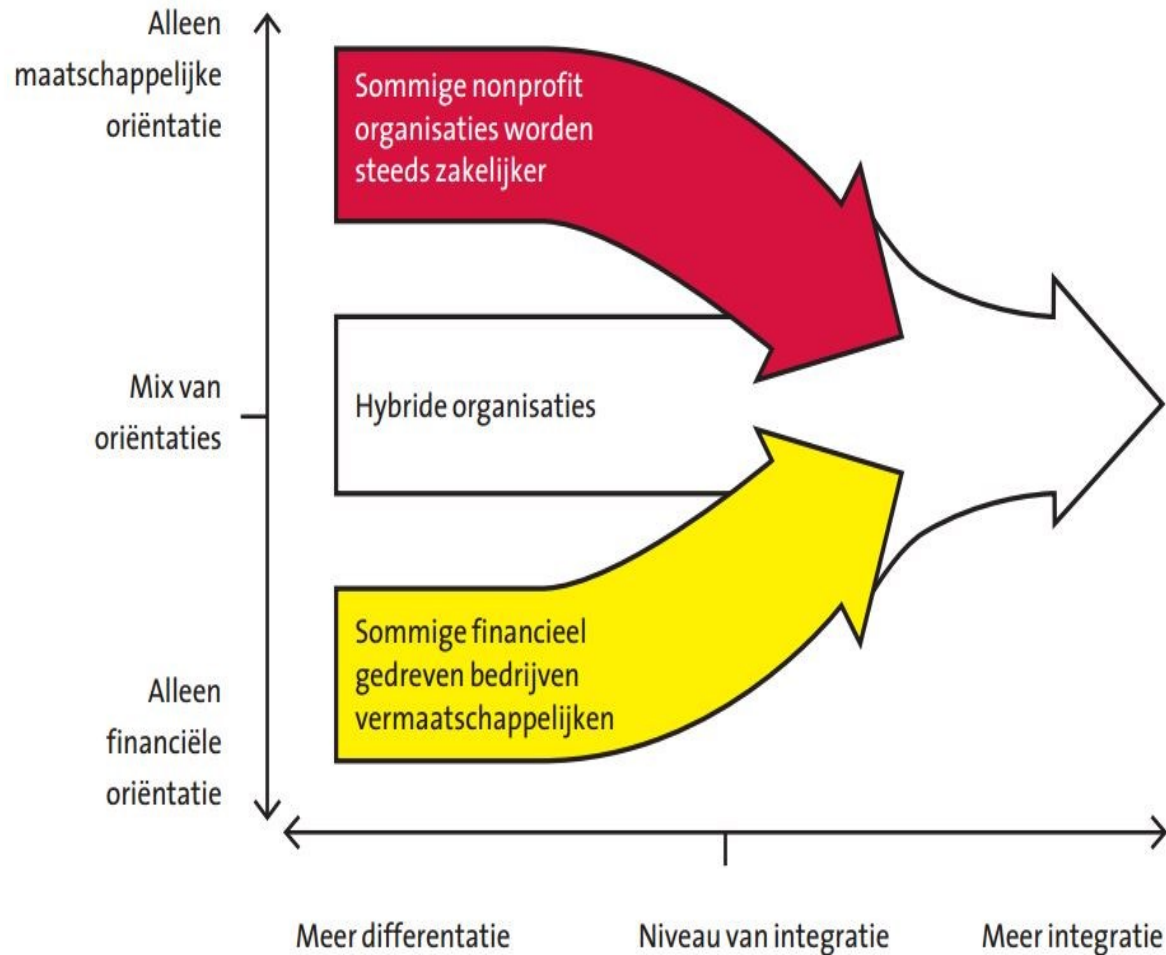 Alleen
maatschappelijke
oriëntatie
Sommige nonprofit
organisaties worden
steeds zakelijker
Mix van
oriëntaties
Hybride organisaties
Alleen
financiële
oriëntatie
Sommige financieel
gedreven bedrijven
vermaatschappelijken
Meer differentatie
Niveau van integratie
Meer integratie